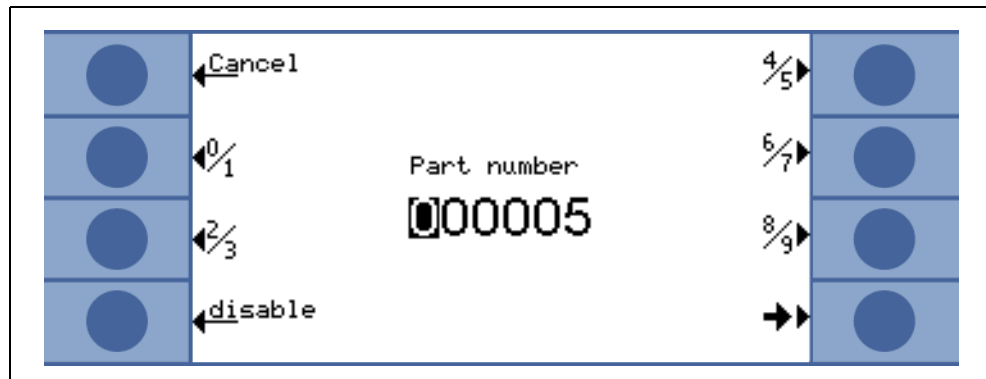 Cancel
4/5
0/1
Part number
6/7
000005
2/3
8/9
disable